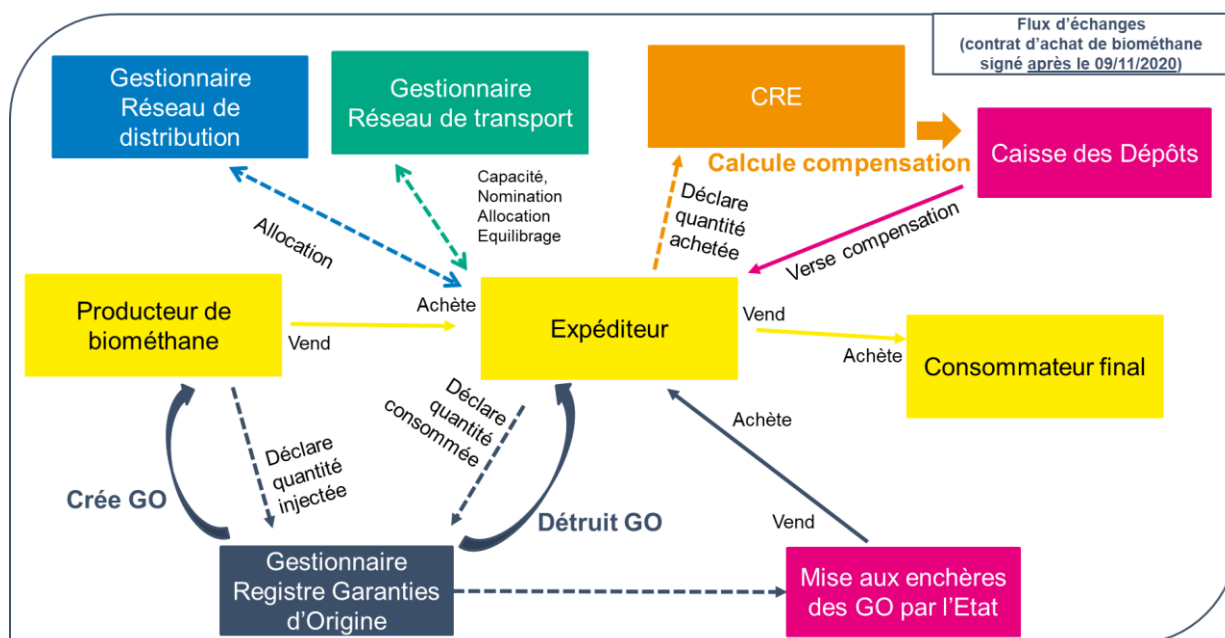 Flux d’échanges
(contrat d’achat de biométhane
signé après le 09/11/2020)
Gestionnaire
Réseau de
distribution
Gestionnaire
Réseau de transport
CRE
Caisse des Dépôts
Calcule compensation
Capacité,
Nomination
Allocation
Equilibrage
Déclare
quantité
achetée
Verse compensation
Allocation
Producteur de
biométhane
Vend
Achète
Expéditeur
Vend
Achète
Consommateur final
Déclare
quantité
injectée
Déclare
quantité
consommée
Achète
Crée GO
Détruit GO
Vend
Gestionnaire
Registre Garanties
d’Origine
Mise aux enchères
des GO par l’Etat